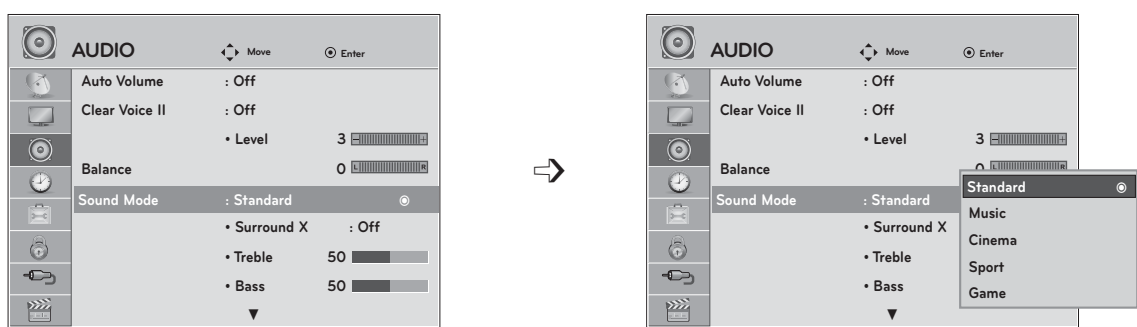 AUDIO Move Enter
Auto Volume : Off
Clear Voice II : Off
• Level 3 - +
Balance 0 L R
Sound Mode : Standard
• Surround X : Off
• Treble 50
• Bass 50
▼
AUDIO Move Enter
Auto Volume : Off
Clear Voice II : Off
• Level 3 - +
Balance 0 L R
Sound Mode : Standard
• Surround X
• Treble
• Bass
▼
Standard
Music
Cinema
Sport
Game